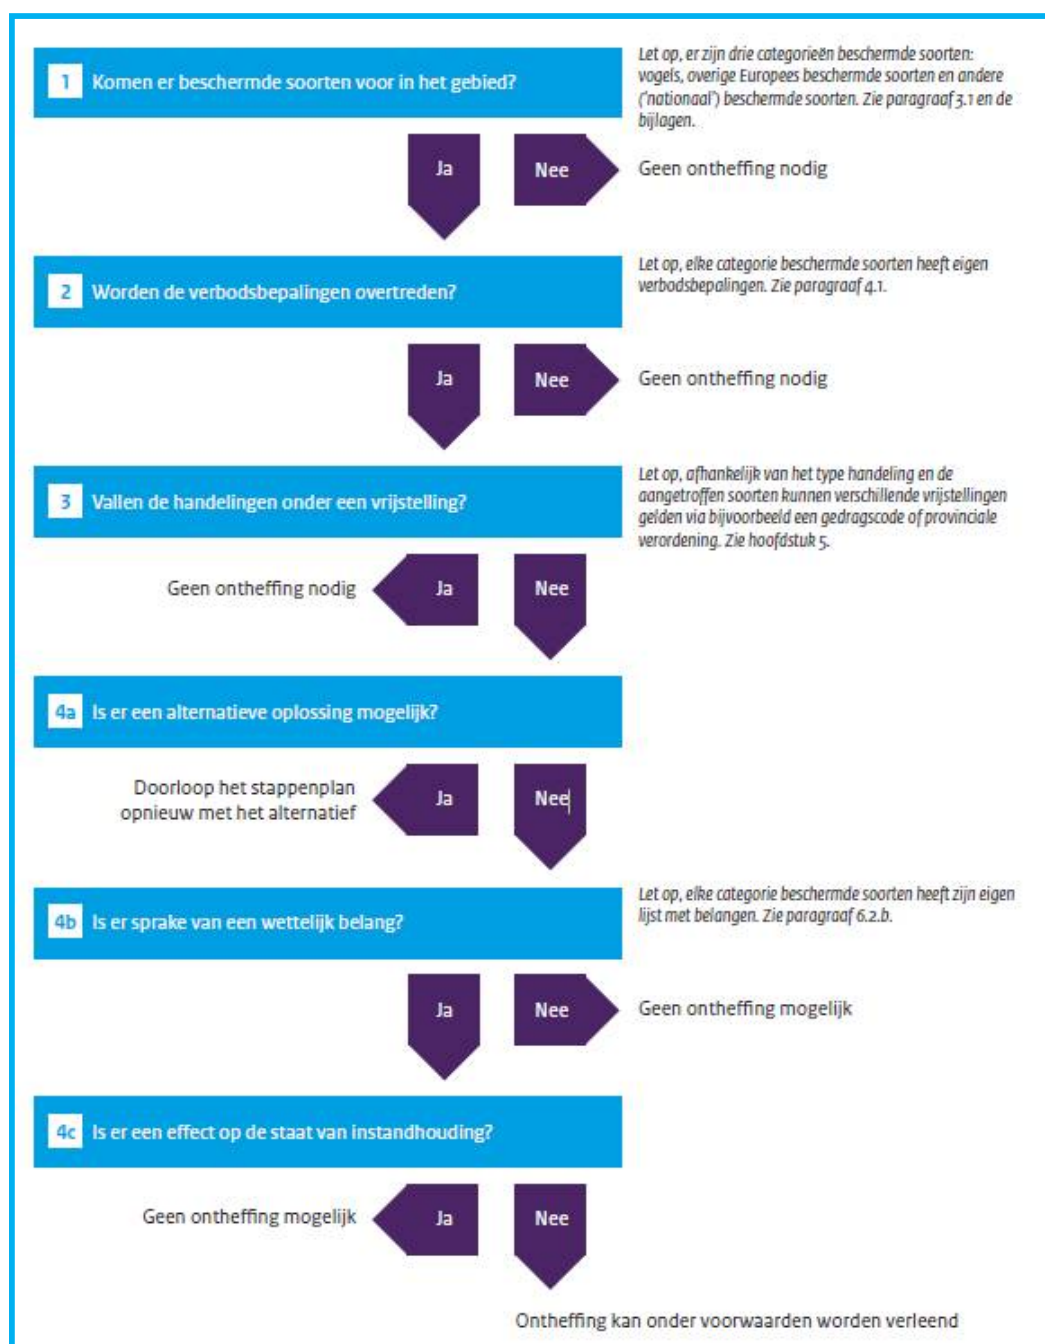 1 Komen er beschermde soorten voor in het gebied?
Let op, er zijn drie categorieën beschermde soorten:
vogels, overige Europees beschermde soorten en andere
('nationaal') beschermde soorten. Zie paragraaf 3.1 en de
bijlagen.
Ja
Nee
Geen ontheffing nodig
2 Worden de verbodsbepalingen overtreden?
Let op, elke categorie beschermde soorten heeft eigen
verbodsbepalingen. Zie paragraaf 4.1.
Ja
Nee
Geen ontheffing nodig
3 Vallen de handelingen onder een vrijstelling?
Let op, afhankelijk van het type handeling en de
aangetroffen soorten kunnen verschillende vrijstellingen
gelden via bijvoorbeeld een gedragscode of provinciale
verordening. Zie hoofdstuk 5.
Geen ontheffing nodig
Ja
Nee
4a Is er een alternatieve oplossing mogelijk?
Doorloop het stappenplan
opnieuw met het alternatief
Ja
Nee
4b Is er sprake van een wettelijk belang?
Let op, elke categorie beschermde soorten heeft zijn eigen
lijst met belangen. Zie paragraaf 6.2.b.
Ja
Nee
Geen ontheffing mogelijk
4c Is er een effect op de staat van instandhouding?
Geen ontheffing mogelijk
Ja
Nee
Ontheffing kan onder voorwaarden worden verleend